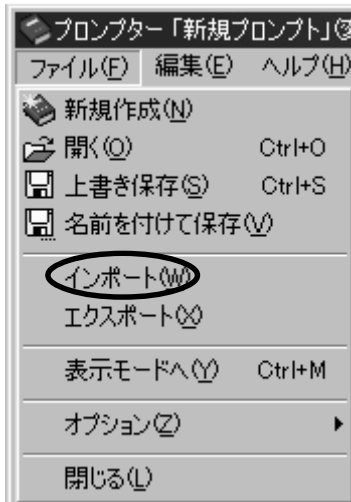 プロンプター「新規プロンプト」(
ファイル(F) 編集(E) ヘルプ(H)
新規作成(N)
開く(O) Ctrl+O
上書き保存(S) Ctrl+S
名前を付けて保存(V)
インポート(W)
エクスポート(X)
表示モードへ(Y) Ctrl+M
オプション(Z)
閉じる(L)